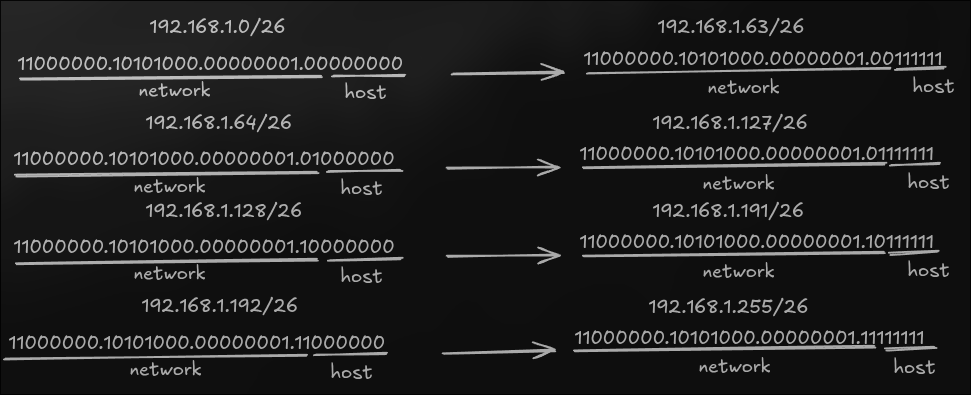 192.168.1.0/26 192.168.1.63/26
11000000.10101000.00000001.00000000 11000000.10101000.00000001.00111111
network host network host
192.168.1.64/26 192.168.1.127/26
11000000.10101000.00000001.01000000 11000000.10101000.00000001.01111111
network host network host
192.168.1.128/26 192.168.1.191/26
11000000.10101000.00000001.10000000 11000000.10101000.00000001.10111111
network host network host
192.168.1.192/26 192.168.1.255/26
11000000.10101000.00000001.11000000 11000000.10101000.00000001.11111111
network host network host